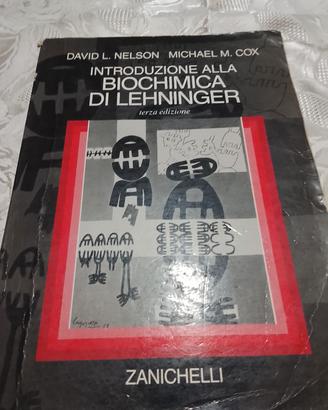 DAVID L. NELSON MICHAEL M. COX
INTRODUZIONE ALLA
BIOCHIMICA
DI LEHNINGER
terza edizione
ZANICHELLI